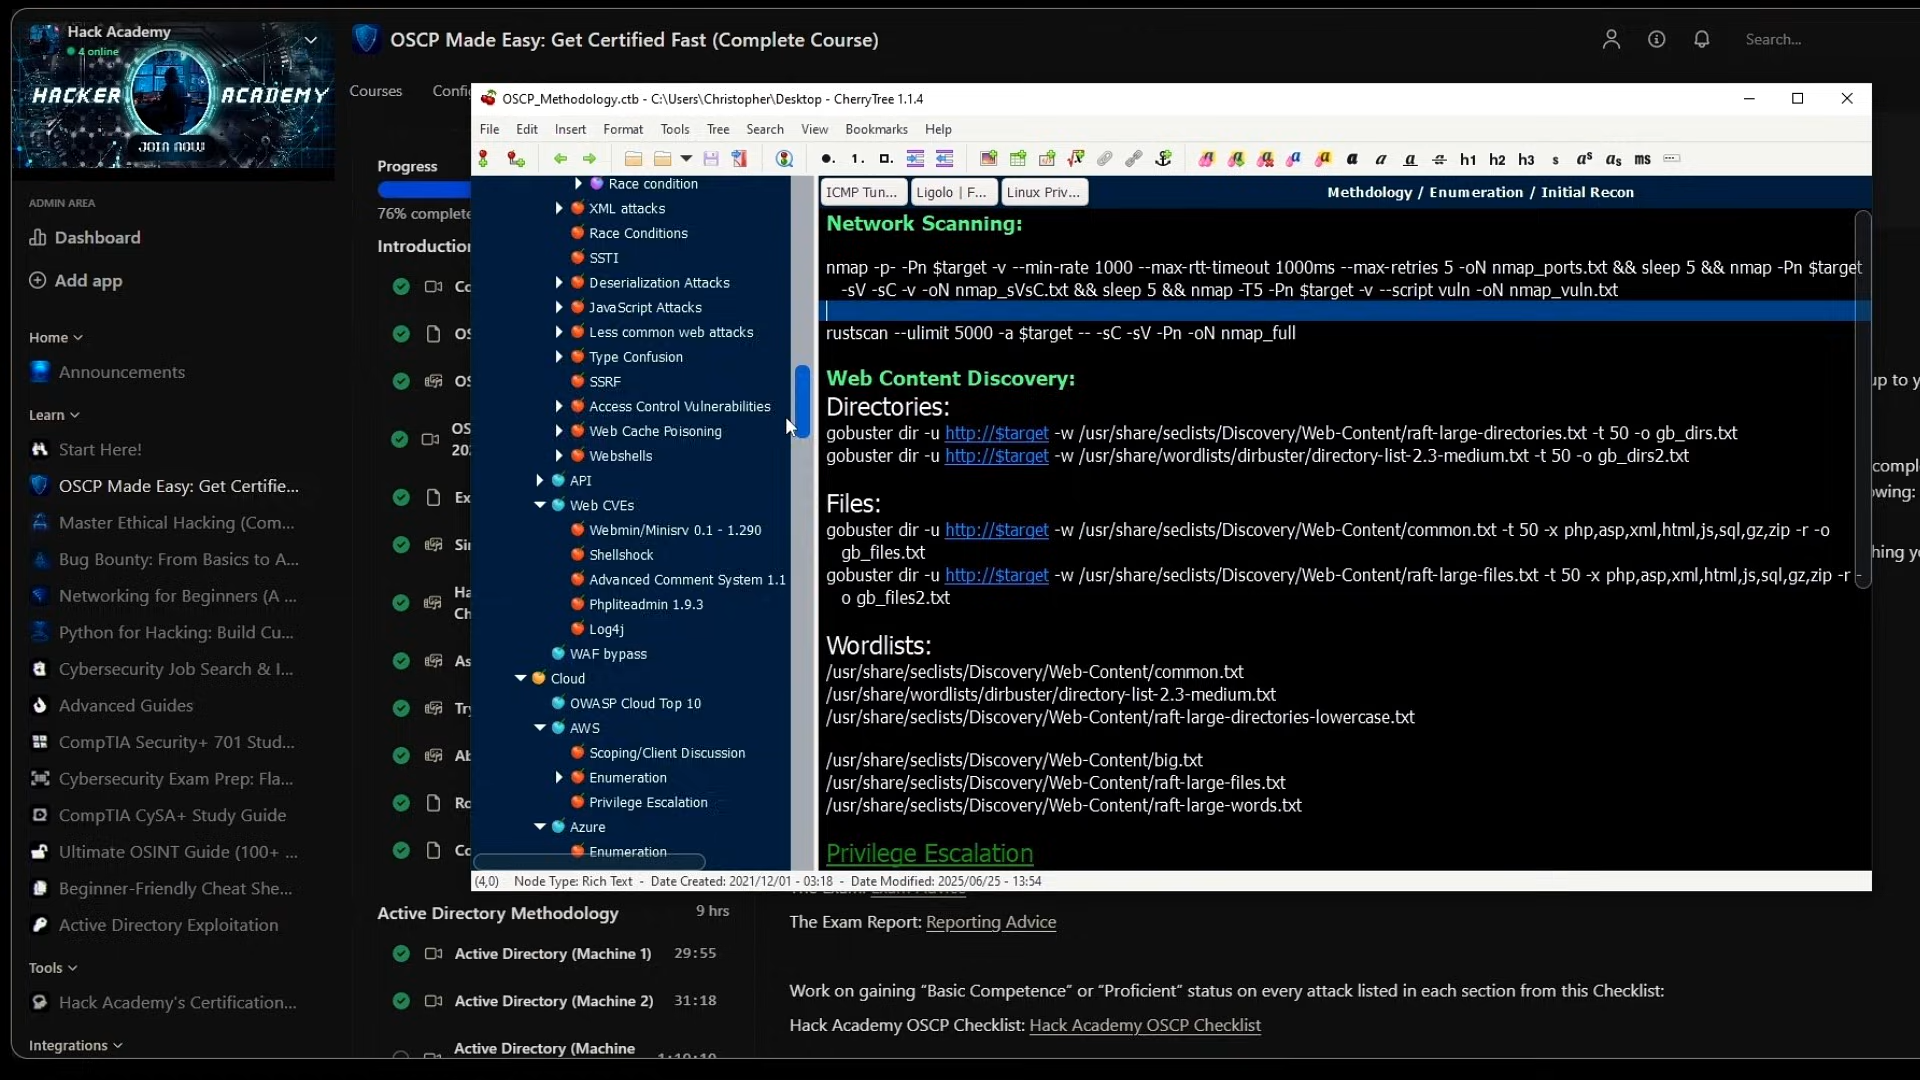 Hack Academy
4 online
HACKER ACADEMY
JOIN NOW
ADMIN AREA
Dashboard
Add app
Home
Announcements
Learn
Start Here!
OSCP Made Easy: Get Certifie...
Master Ethical Hacking (Com...
Bug Bounty: From Basics to A...
Networking for Beginners (A ...
Python for Hacking: Build Cu...
Cybersecurity Job Search & I...
Advanced Guides
CompTIA Security+ 701 Stud...
Cybersecurity Exam Prep: Fla...
CompTIA CySA+ Study Guide
Ultimate OSINT Guide (100+ ...
Beginner-Friendly Cheat She...
Active Directory Exploitation
Tools
Hack Academy's Certification...
Integrations
OSCP Made Easy: Get Certified Fast (Complete Course)
Search...
Courses
Progress
76% complete
Introduction
OSCP_Methodology.ctb - C:\Users\Christopher\Desktop - CherryTree 1.1.4
File Edit Insert Format Tools Tree Search View Bookmarks Help
1. h1 h2 h3 s as as ms
Race condition
XML attacks
Race Conditions
SSTI
Deserialization Attacks
JavaScript Attacks
Less common web attacks
Type Confusion
SSRF
Access Control Vulnerabilities
Web Cache Poisoning
Webshells
API
Web CVEs
Webmin/Minisrv 0.1 - 1.290
Shellshock
Advanced Comment System 1.1
Phpliteadmin 1.9.3
Log4j
WAF bypass
Cloud
OWASP Cloud Top 10
AWS
Scoping/Client Discussion
Enumeration
Privilege Escalation
Azure
Enumeration
ICMP Tun... Ligolo | F... Linux Priv...
Methdology / Enumeration / Initial Recon
Network Scanning:
nmap -p- -Pn $target -v --min-rate 1000 --max-rtt-timeout 1000ms --max-retries 5 -oN nmap_ports.txt && sleep 5 && nmap -Pn $target
-sV -sC -v -oN nmap_sVsC.txt && sleep 5 && nmap -T5 -Pn $target -v --script vuln -oN nmap_vuln.txt
rustscan --ulimit 5000 -a $target -- -sC -sV -Pn -oN nmap_full
Web Content Discovery:
Directories:
gobuster dir -u http://$target -w /usr/share/seclists/Discovery/Web-Content/raft-large-directories.txt -t 50 -o gb_dirs.txt
gobuster dir -u http://$target -w /usr/share/wordlists/dirbuster/directory-list-2.3-medium.txt -t 50 -o gb_dirs2.txt
Files:
gobuster dir -u http://$target -w /usr/share/seclists/Discovery/Web-Content/common.txt -t 50 -x php,asp,xml,html,js,sql,gz,zip -r -o
gb_files.txt
gobuster dir -u http://$target -w /usr/share/seclists/Discovery/Web-Content/raft-large-files.txt -t 50 -x php,asp,xml,html,js,sql,gz,zip -r -
o gb_files2.txt
Wordlists:
/usr/share/seclists/Discovery/Web-Content/common.txt
/usr/share/wordlists/dirbuster/directory-list-2.3-medium.txt
/usr/share/seclists/Discovery/Web-Content/raft-large-directories-lowercase.txt
/usr/share/seclists/Discovery/Web-Content/big.txt
/usr/share/seclists/Discovery/Web-Content/raft-large-files.txt
/usr/share/seclists/Discovery/Web-Content/raft-large-words.txt
Privilege Escalation
(4,0) Node Type: Rich Text - Date Created: 2021/12/01 - 03:18 - Date Modified: 2025/06/25 - 13:54
Active Directory Methodology 9 hrs
Active Directory (Machine 1) 29:55
Active Directory (Machine 2) 31:18
Active Directory (Machine
The Exam Report: Reporting Advice
Work on gaining “Basic Competence” or “Proficient” status on every attack listed in each section from this Checklist:
Hack Academy OSCP Checklist: Hack Academy OSCP Checklist